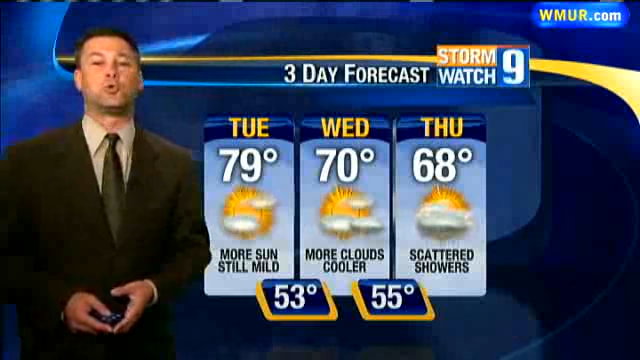 WMUR.com
3 DAY FORECAST
STORM
WATCH 9
TUE
79°
MORE SUN
STILL MILD
WED
70°
MORE CLOUDS
COOLER
THU
68°
SCATTERED
SHOWERS
53°
55°